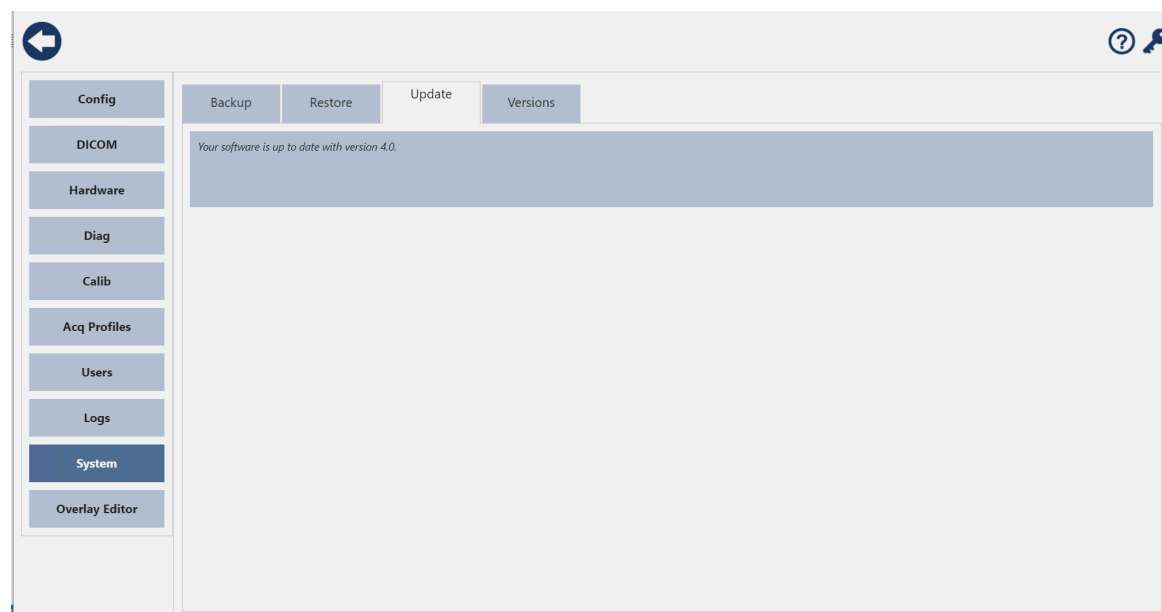 Config
DICOM
Hardware
Diag
Calib
Acq Profiles
Users
Logs
System
Overlay Editor
Backup
Restore
Update
Versions
Your software is up to date with version 4.0.